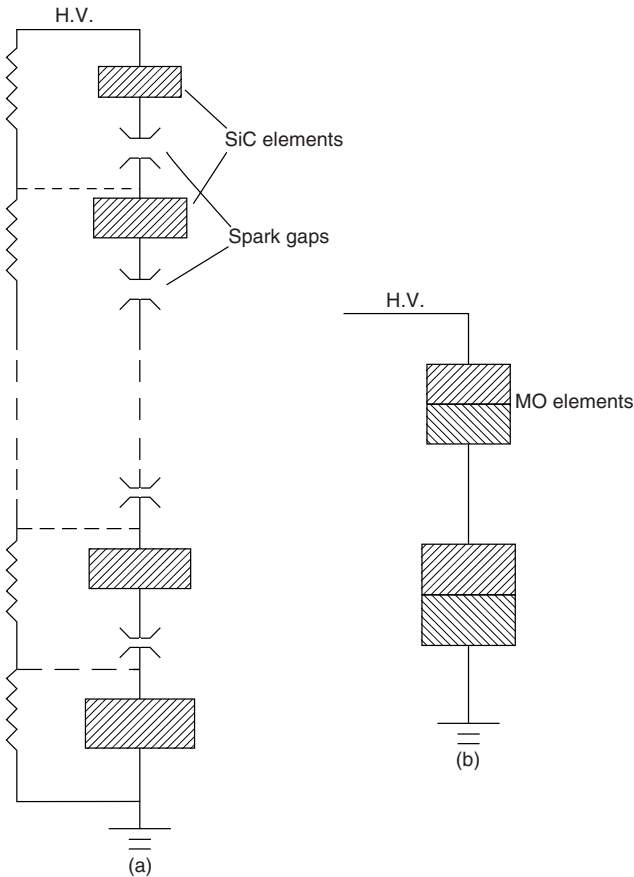 H.V.
SiC elements
Spark gaps
H.V.
MO elements
(b)
(a)